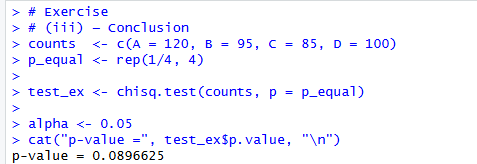 > # Exercise
> # (iii) – Conclusion
> counts  <- c(A = 120, B = 95, C = 85, D = 100)
> p_equal <- rep(1/4, 4)
>
> test_ex <- chisq.test(counts, p = p_equal)
>
> alpha <- 0.05
> cat("p-value =", test_ex$p.value, "\n")
p-value = 0.0896625